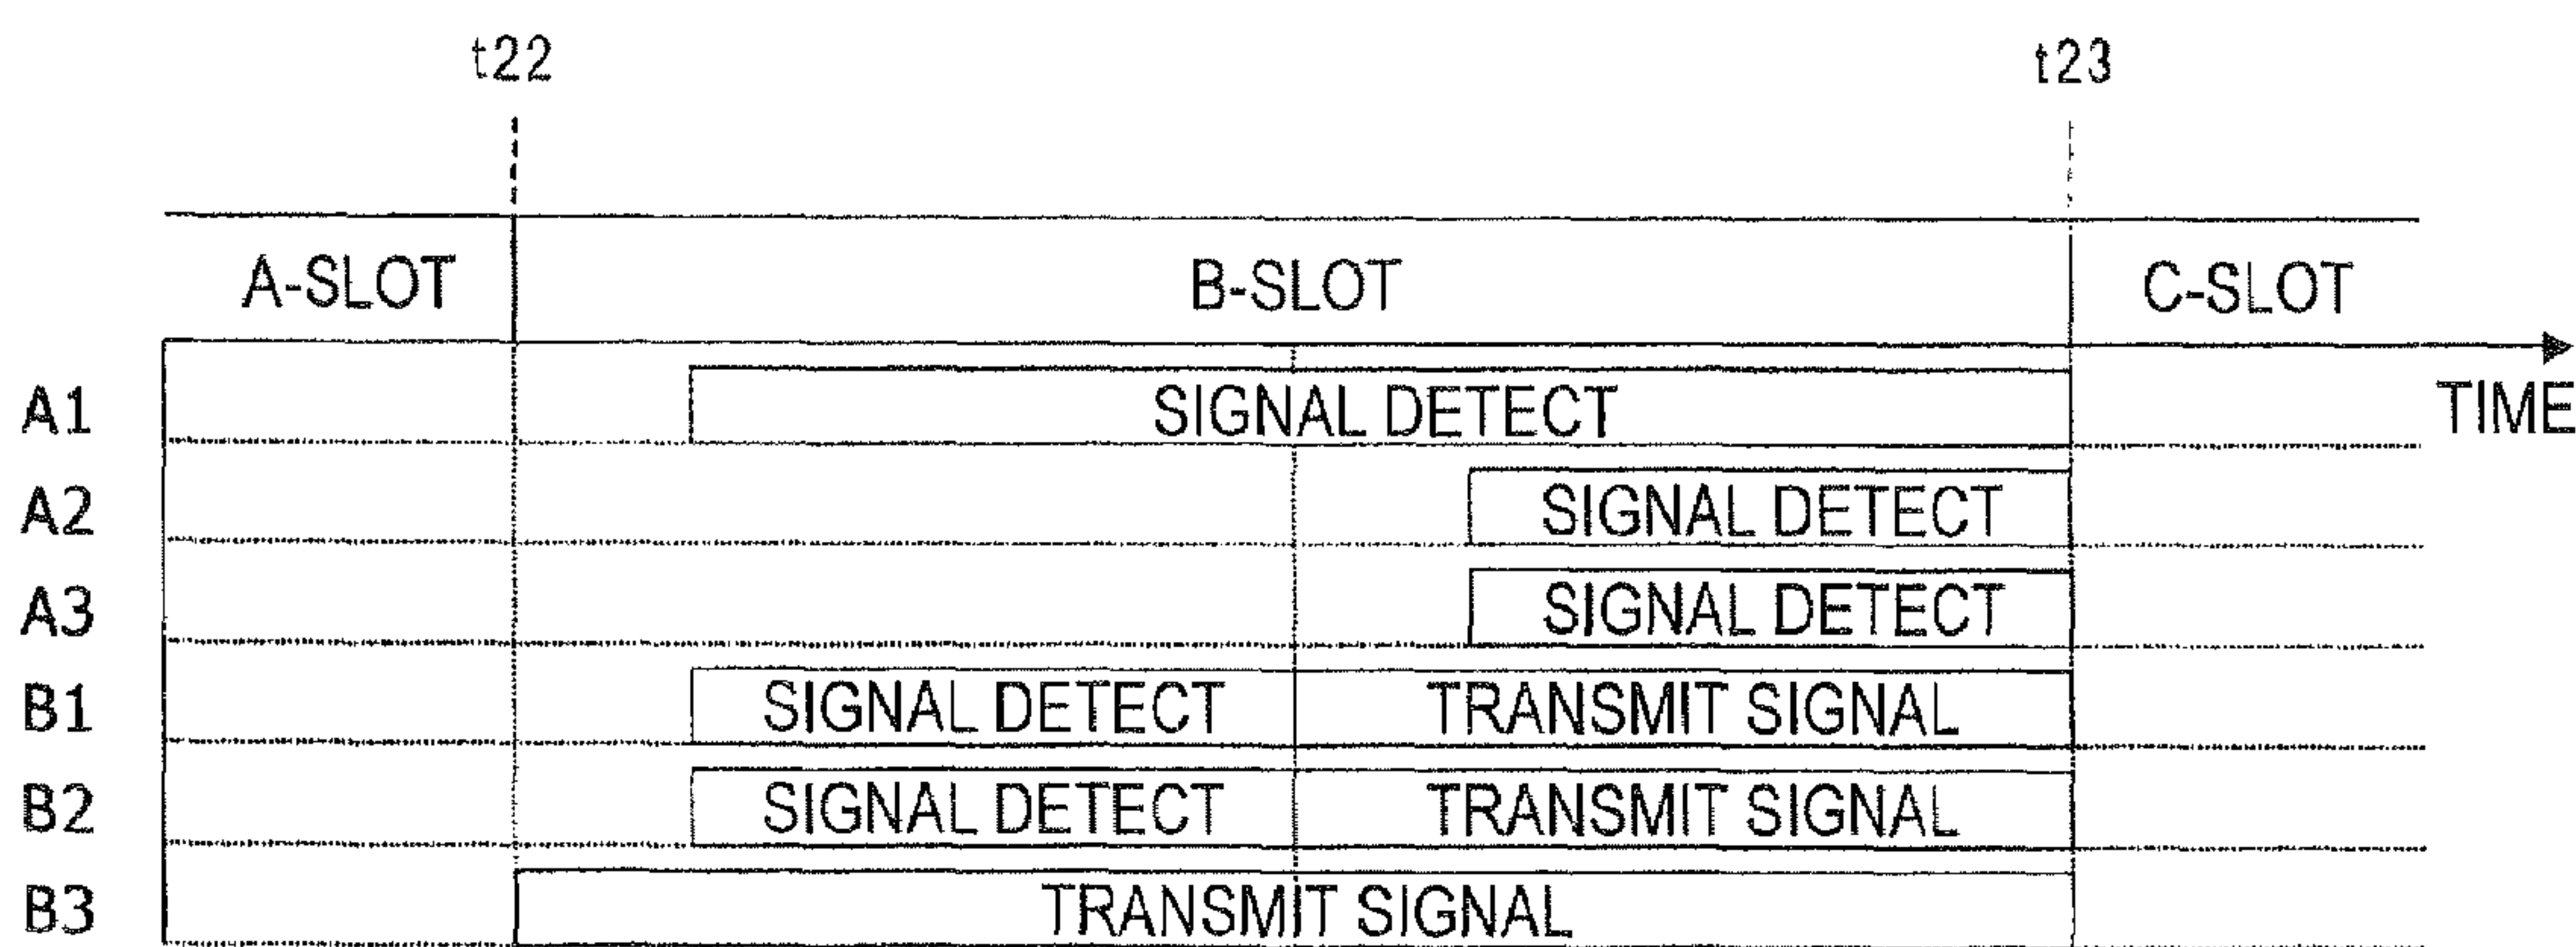 t22 t23
A-SLOT B-SLOT C-SLOT
TIME
A1 SIGNAL DETECT
A2 SIGNAL DETECT
A3 SIGNAL DETECT
B1 SIGNAL DETECT TRANSMIT SIGNAL
B2 SIGNAL DETECT TRANSMIT SIGNAL
B3 TRANSMIT SIGNAL